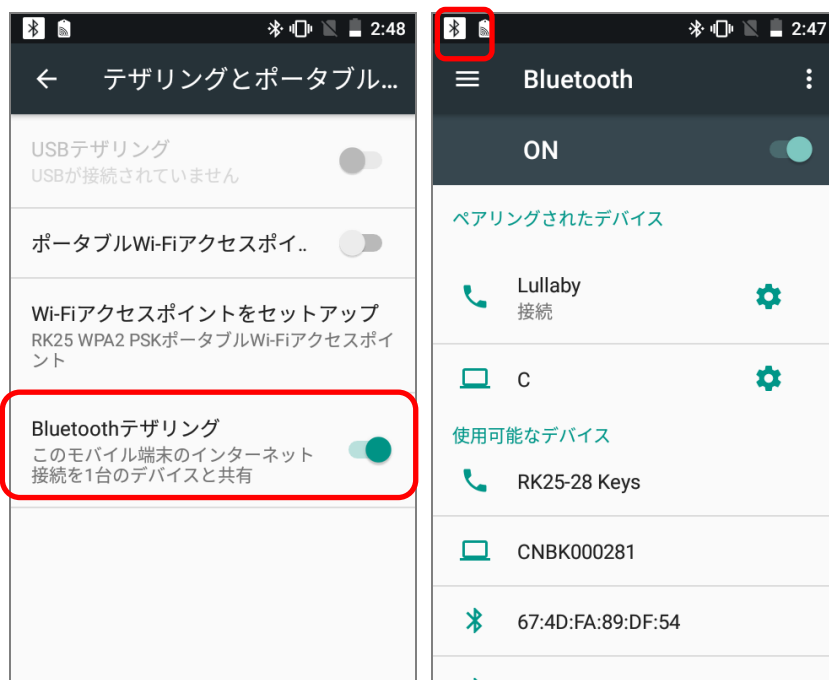 2:48
テザリングとポータブル...
USBテザリング
USBが接続されていません
ポータブルWi-Fiアクセスポイ..
Wi-Fiアクセスポイントをセットアップ
RK25 WPA2 PSKポータブルWi-Fiアクセスポイ
ント
Bluetoothテザリング
このモバイル端末のインターネット
接続を1台のデバイスと共有
2:47
Bluetooth
ON
ペアリングされたデバイス
Lullaby
接続
C
使用可能なデバイス
RK25-28 Keys
CNBK000281
67:4D:FA:89:DF:54